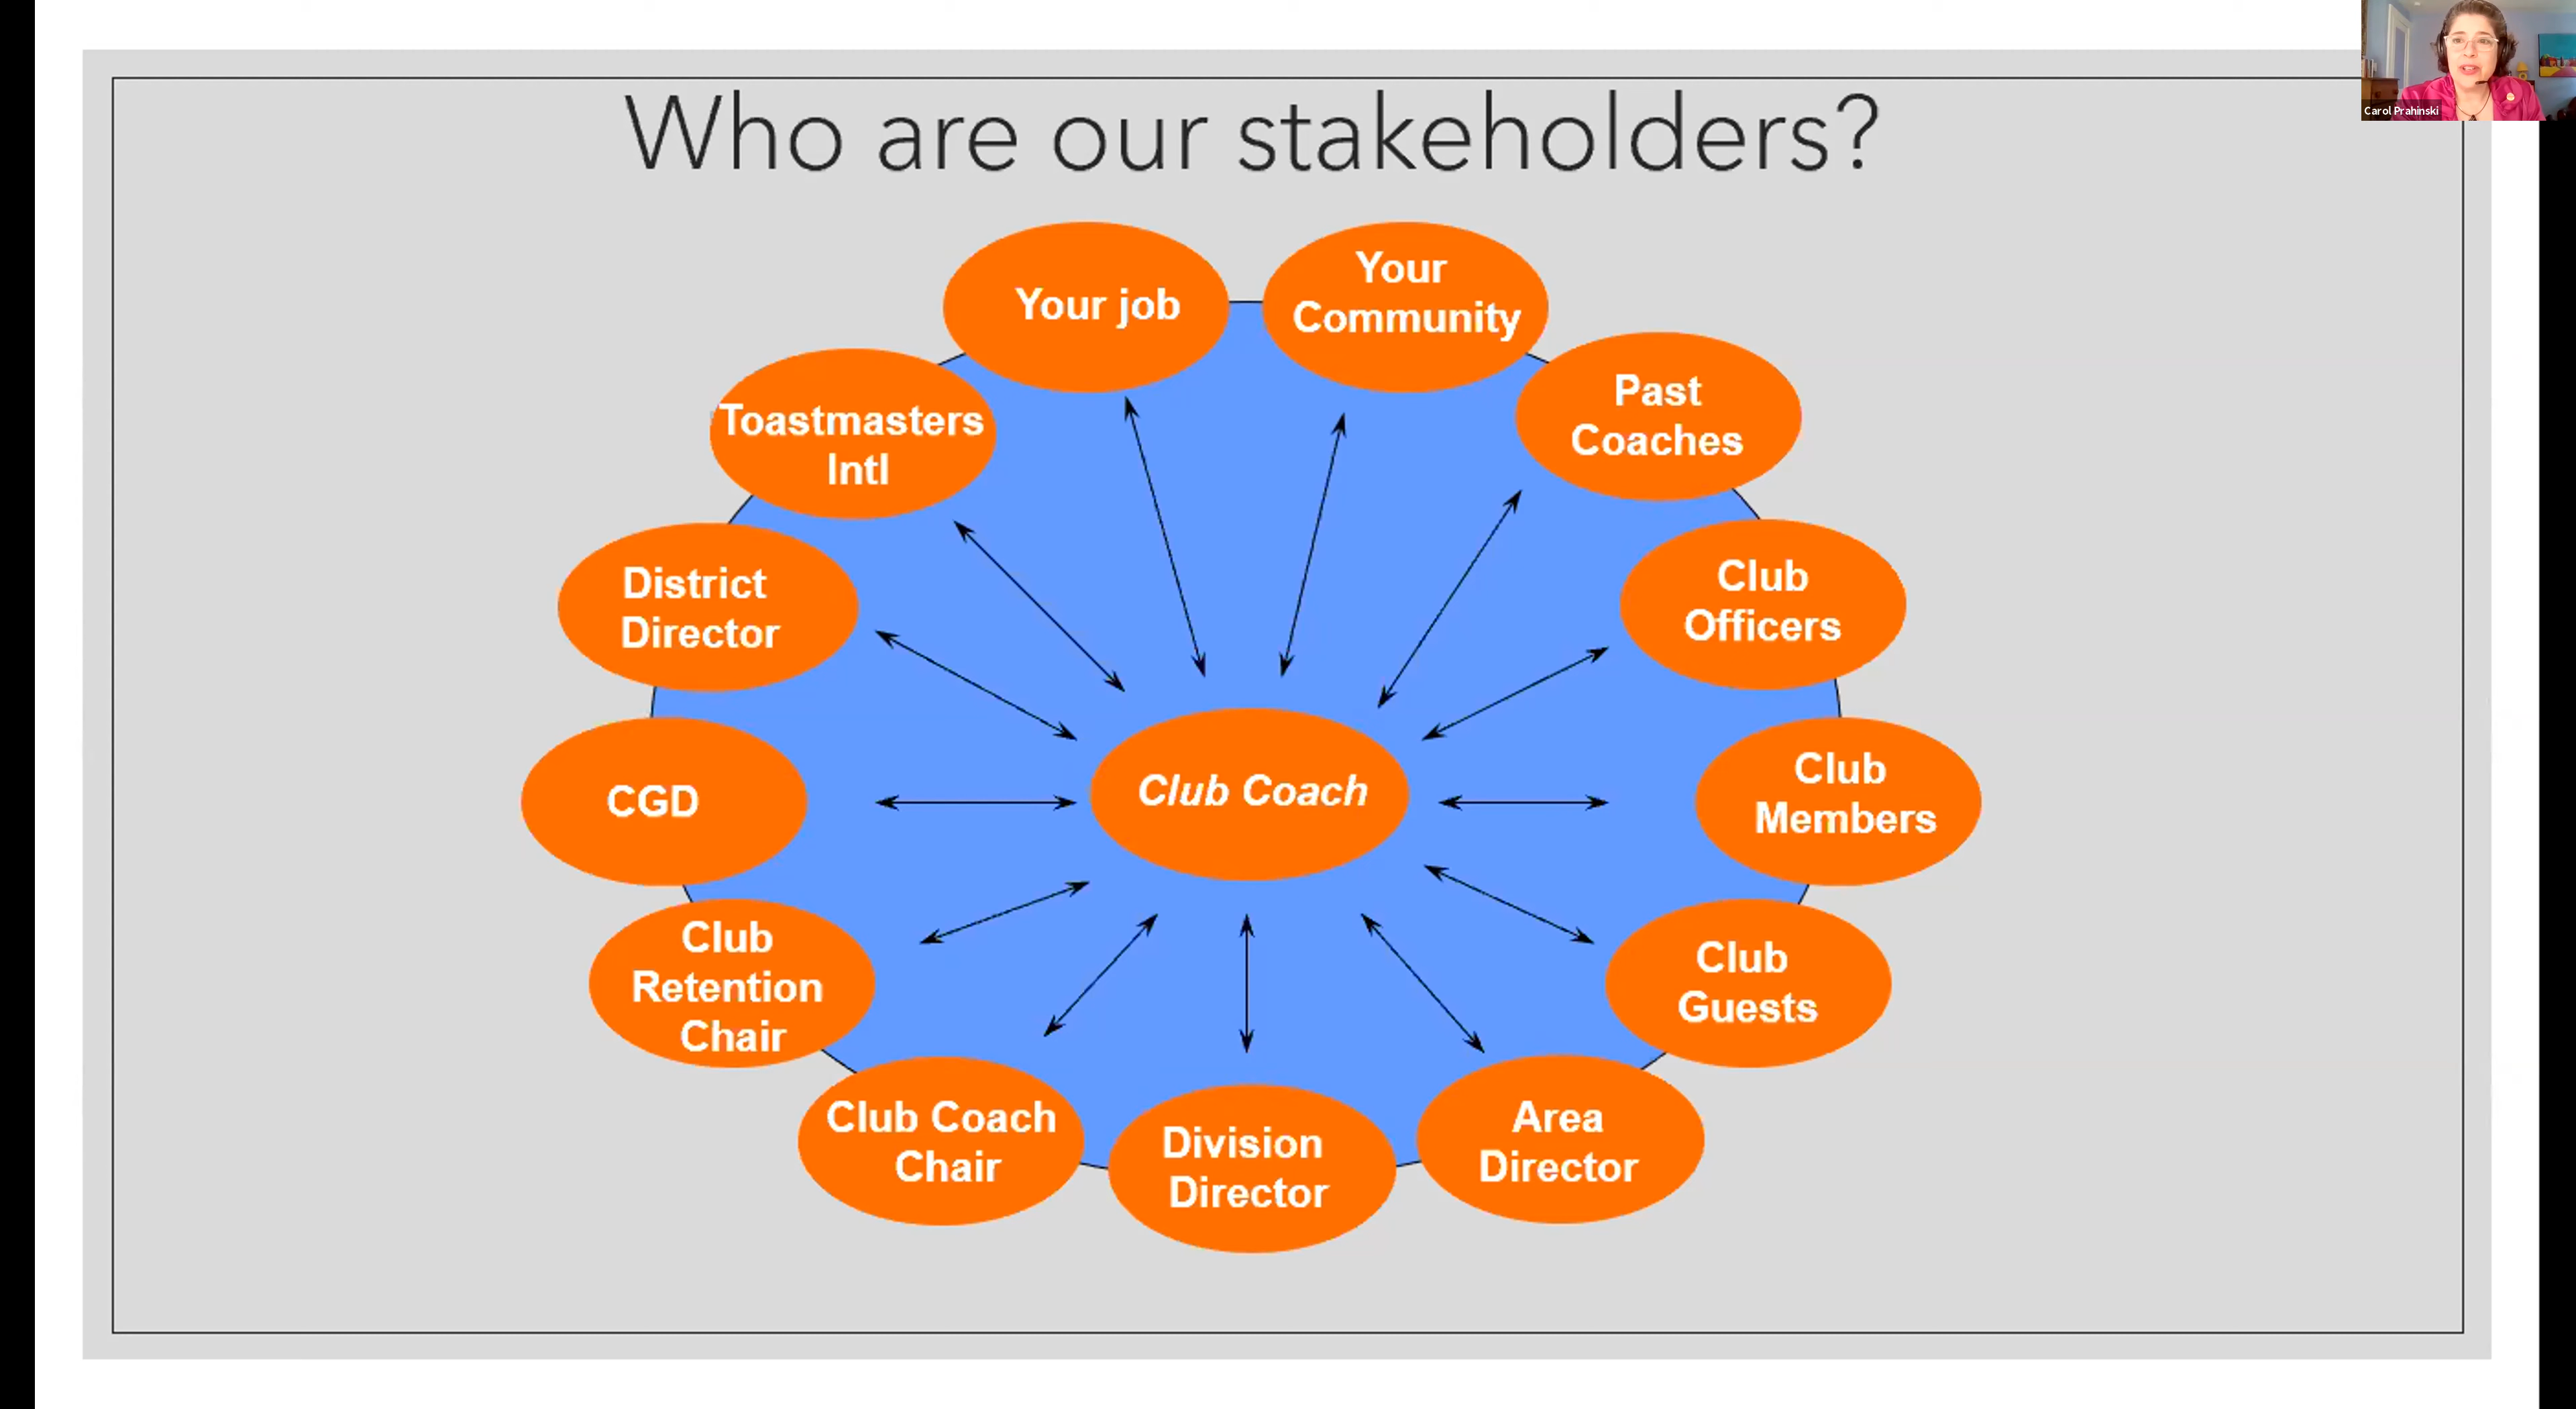 Carol Prahinski
Who are our stakeholders?
Your job
Your
Community
Past
Coaches
Club
Officers
Club
Members
Club
Guests
Area
Director
Division
Director
Club Coach
Chair
Club
Retention
Chair
CGD
District
Director
Toastmasters
Intl
Club Coach